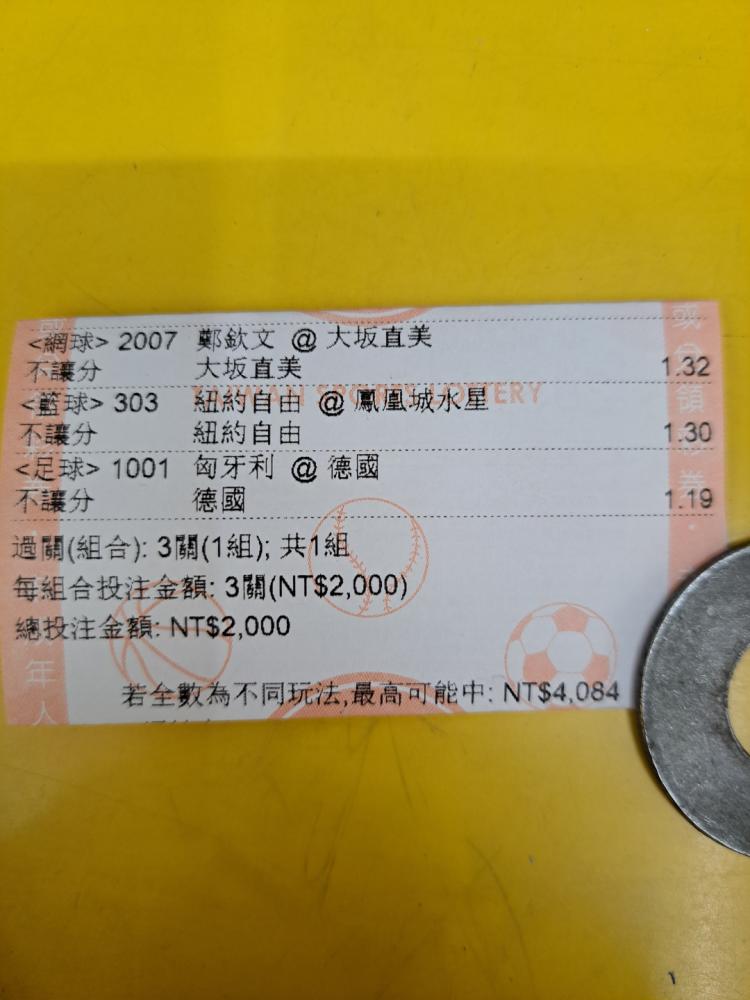 <網球> 2007 鄭欽文 @ 大坂直美
不讓分 大坂直美 1.32
TAIWAN SPORTS LOTTERY
<籃球> 303 紐約自由 @ 鳳凰城水星
不讓分 紐約自由 1.30
<足球> 1001 匈牙利 @ 德國
不讓分 德國 1.19
過關(組合): 3關(1組); 共1組
每組合投注金額: 3關(NT$2,000)
總投注金額: NT$2,000
若全數為不同玩法,最高可能中: NT$4,084
年人